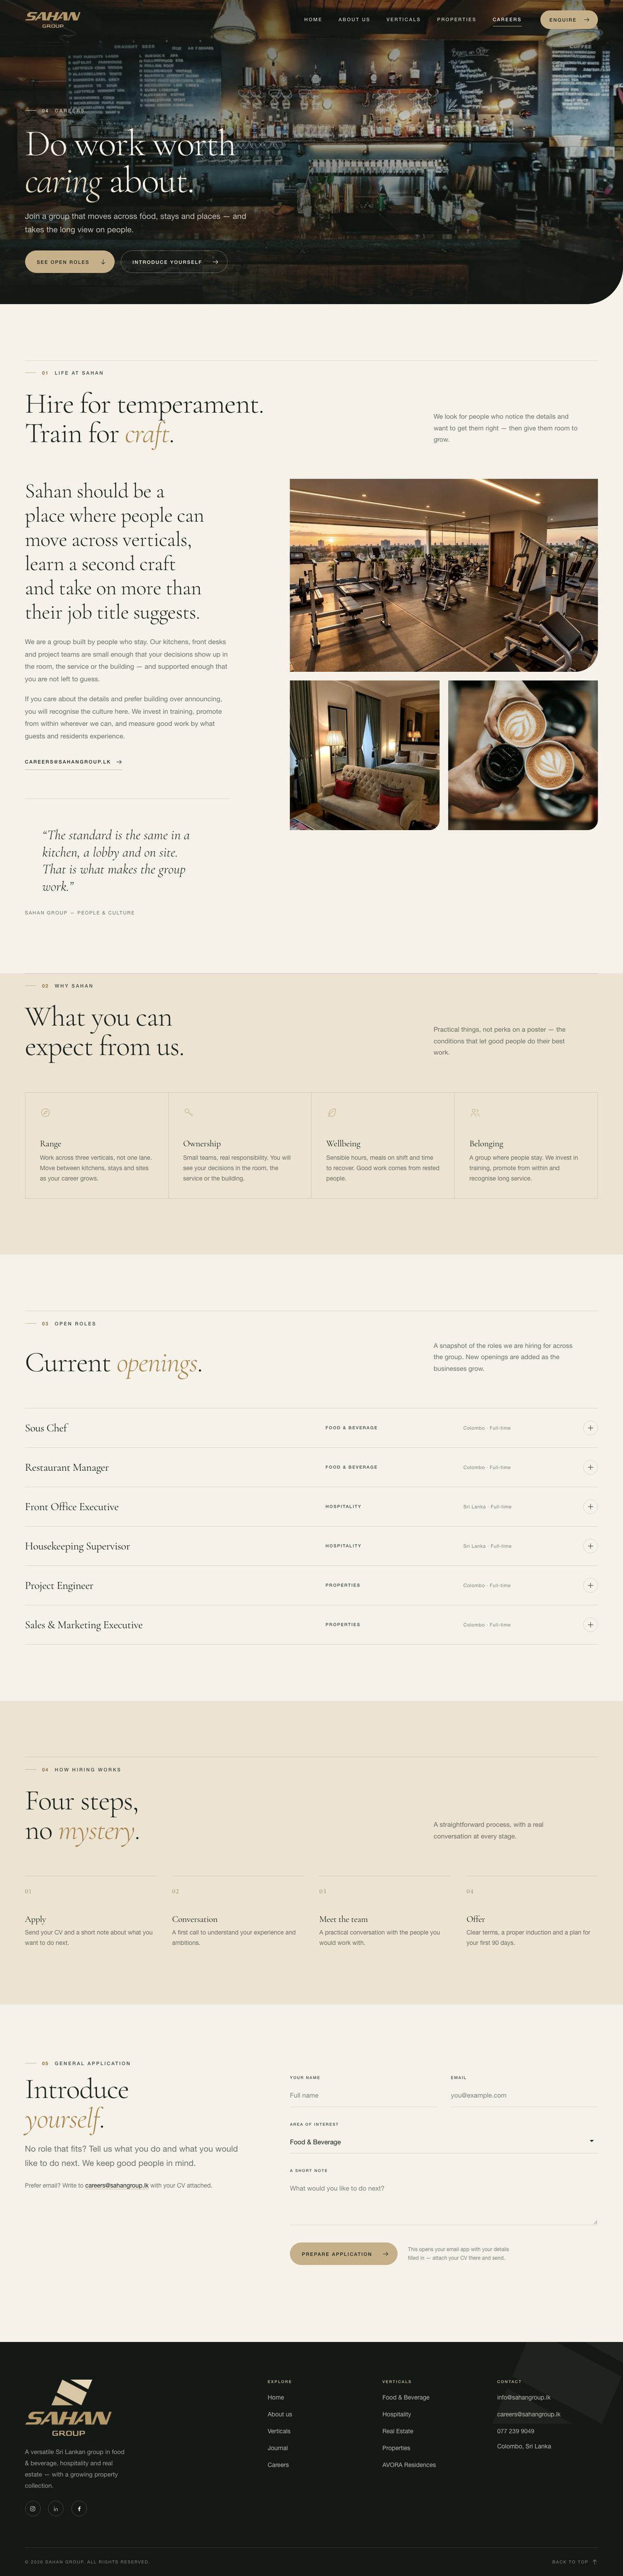 SAHAN
GROUP
HOME
ABOUT US
VERTICALS
PROPERTIES
CAREERS
ENQUIRE
04 CAREERS
Do work worth
caring about.
Join a group that moves across food, stays and places — and
takes the long view on people.
SEE OPEN ROLES
INTRODUCE YOURSELF
01 LIFE AT SAHAN
Hire for temperament.
Train for craft.
We look for people who notice the details and
want to get them right — then give them room to
grow.
Sahan should be a
place where people can
move across verticals,
learn a second craft
and take on more than
their job title suggests.
We are a group built by people who stay. Our kitchens, front desks
and project teams are small enough that your decisions show up in
the room, the service or the building — and supported enough that
you are not left to guess.
If you care about the details and prefer building over announcing,
you will recognise the culture here. We invest in training, promote
from within wherever we can, and measure good work by what
guests and residents experience.
CAREERS@SAHANGROUP.LK
“The standard is the same in a
kitchen, a lobby and on site.
That is what makes the group
work.”
SAHAN GROUP — PEOPLE & CULTURE
02 WHY SAHAN
What you can
expect from us.
Practical things, not perks on a poster — the
conditions that let good people do their best
work.
Range
Work across three verticals, not one lane.
Move between kitchens, stays and sites
as your career grows.
Ownership
Small teams, real responsibility. You will
see your decisions in the room, the
service or the building.
Wellbeing
Sensible hours, meals on shift and time
to recover. Good work comes from rested
people.
Belonging
A group where people stay. We invest in
training, promote from within and
recognise long service.
03 OPEN ROLES
Current openings.
A snapshot of the roles we are hiring for across
the group. New openings are added as the
businesses grow.
Sous Chef
FOOD & BEVERAGE
Colombo · Full-time
Restaurant Manager
FOOD & BEVERAGE
Colombo · Full-time
Front Office Executive
HOSPITALITY
Sri Lanka · Full-time
Housekeeping Supervisor
HOSPITALITY
Sri Lanka · Full-time
Project Engineer
PROPERTIES
Colombo · Full-time
Sales & Marketing Executive
PROPERTIES
Colombo · Full-time
04 HOW HIRING WORKS
Four steps,
no mystery.
A straightforward process, with a real
conversation at every stage.
01
Apply
Send your CV and a short note about what you
want to do next.
02
Conversation
A first call to understand your experience and
ambitions.
03
Meet the team
A practical conversation with the people you
would work with.
04
Offer
Clear terms, a proper induction and a plan for
your first 90 days.
05 GENERAL APPLICATION
Introduce
yourself.
No role that fits? Tell us what you do and what you would
like to do next. We keep good people in mind.
Prefer email? Write to careers@sahangroup.lk with your CV attached.
YOUR NAME
Full name
EMAIL
you@example.com
AREA OF INTEREST
Food & Beverage
A SHORT NOTE
What would you like to do next?
PREPARE APPLICATION
This opens your email app with your details
filled in — attach your CV there and send.
SAHAN
GROUP
A versatile Sri Lankan group in food
& beverage, hospitality and real
estate — with a growing property
collection.
EXPLORE
Home
About us
Verticals
Journal
Careers
VERTICALS
Food & Beverage
Hospitality
Real Estate
Properties
AVORA Residences
CONTACT
info@sahangroup.lk
careers@sahangroup.lk
077 239 9049
Colombo, Sri Lanka
© 2026 SAHAN GROUP. ALL RIGHTS RESERVED.
BACK TO TOP